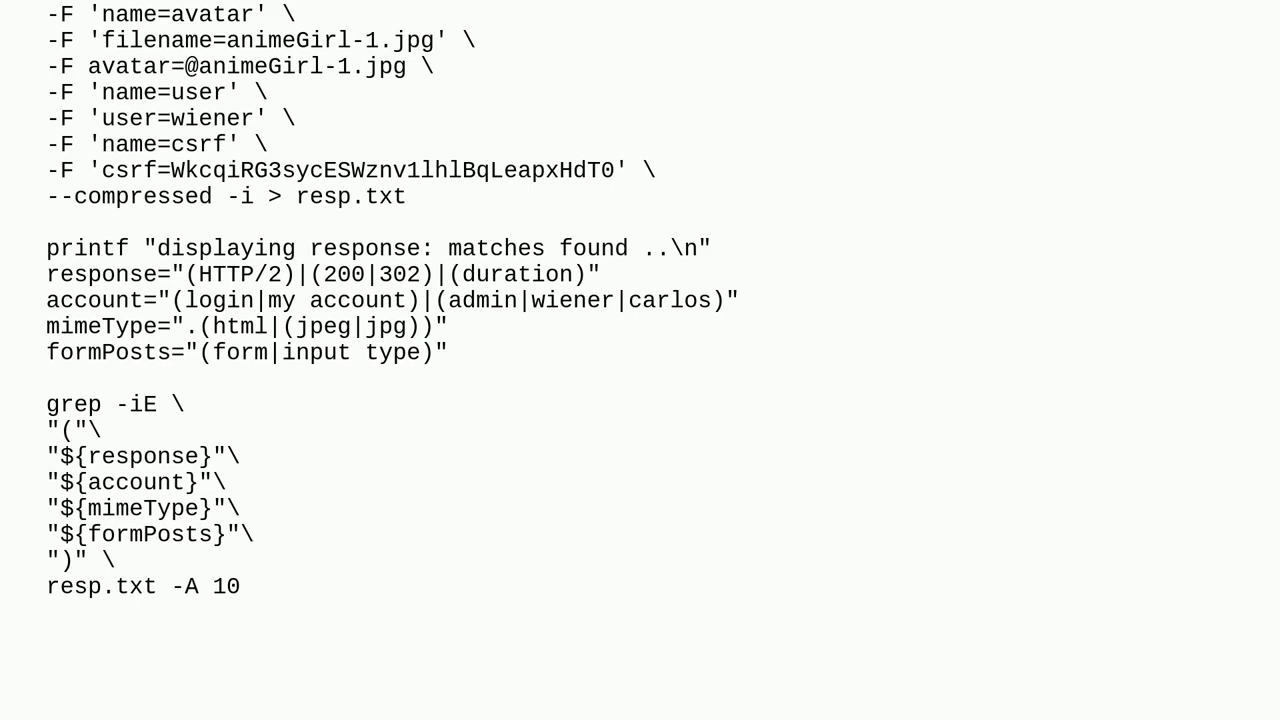 -F 'name=avatar' \
-F 'filename=animeGirl-1.jpg' \
-F avatar=@animeGirl-1.jpg \
-F 'name=user' \
-F 'user=wiener' \
-F 'name=csrf' \
-F 'csrf=WkcqiRG3sycESWznv1lhlBqLeapxHdT0' \
--compressed -i > resp.txt

printf "displaying response: matches found ..\n"
response="(HTTP/2)|(200|302)|(duration)"
account="(login|my account)|(admin|wiener|carlos)"
mimeType=".(html|(jpeg|jpg))"
formPosts="(form|input type)"

grep -iE \
"("\
"${response}"\
"${account}"\
"${mimeType}"\
"${formPosts}"\
")" \
resp.txt -A 10